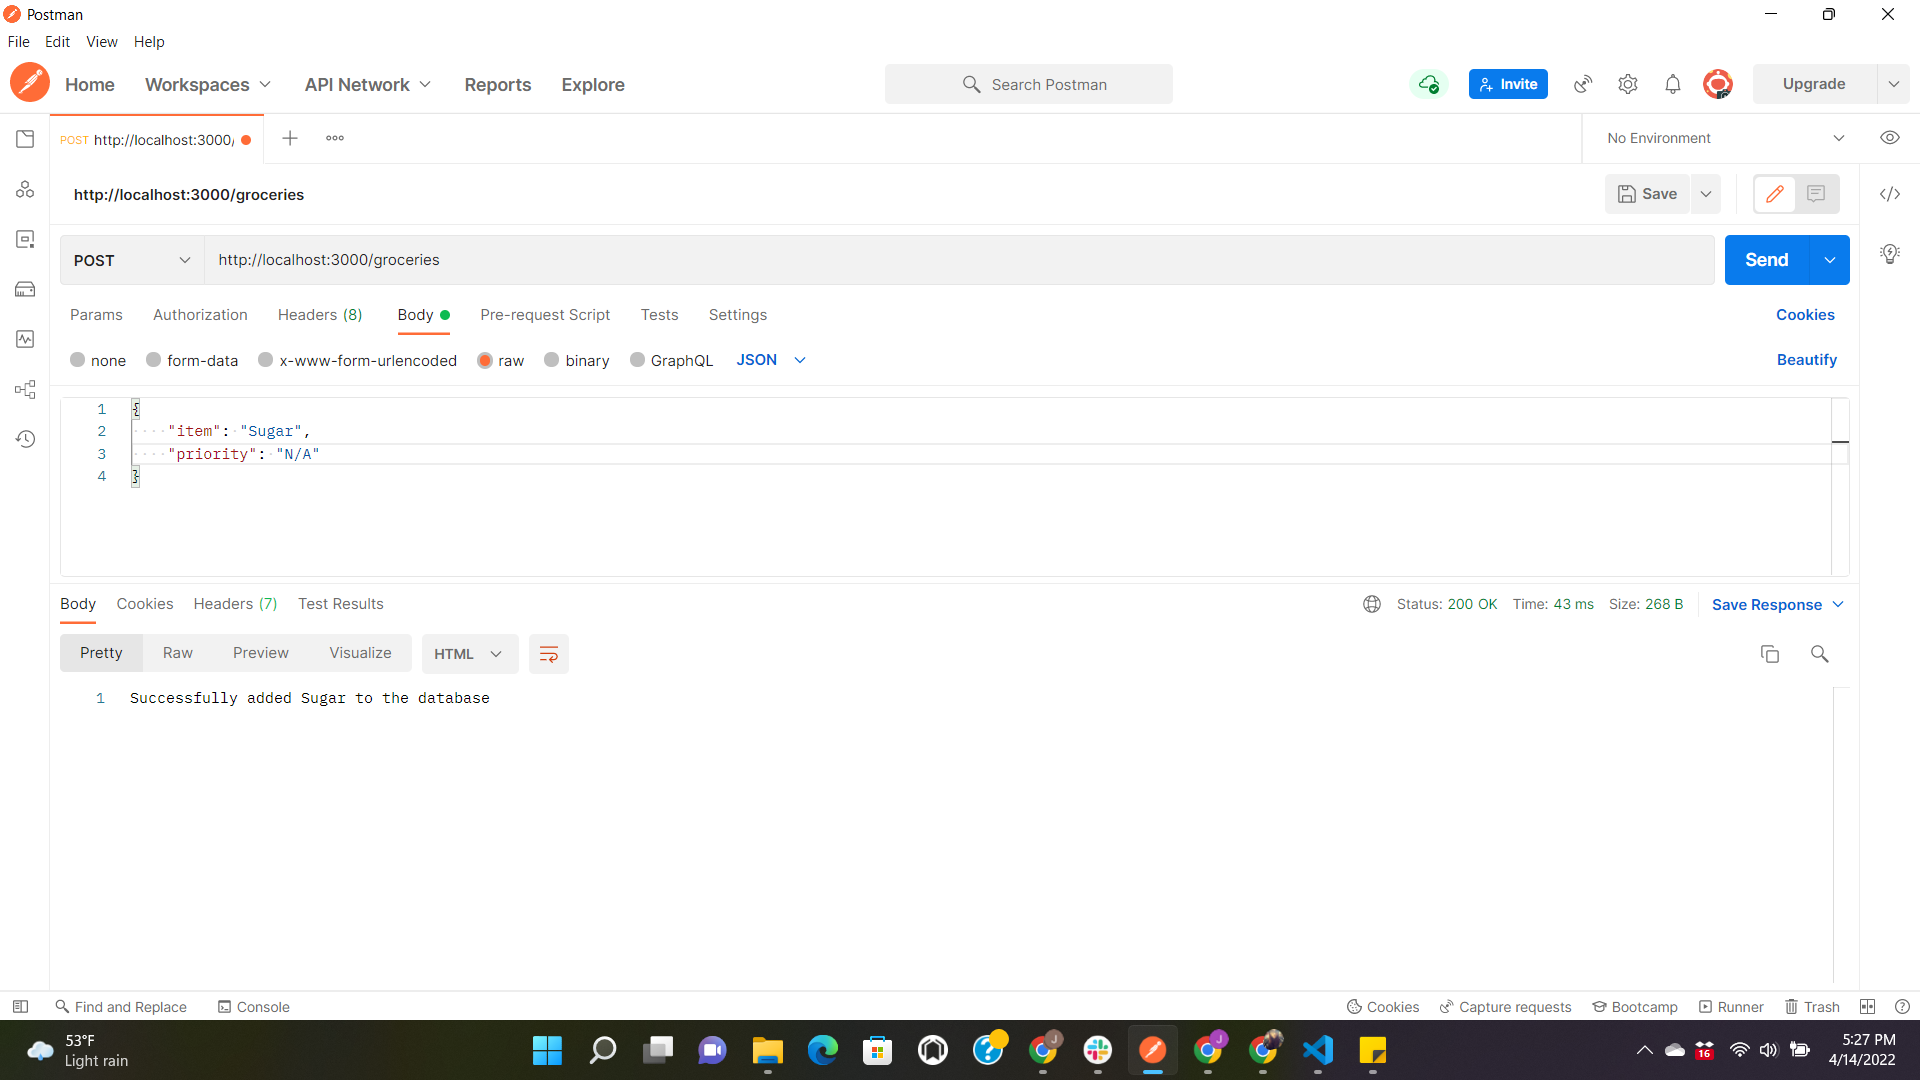 Postman
File Edit View Help
Home Workspaces API Network Reports Explore Search Postman Invite Upgrade
POST http://localhost:3000/ No Environment
http://localhost:3000/groceries Save
POST http://localhost:3000/groceries Send
Params Authorization Headers (8) Body Pre-request Script Tests Settings Cookies
none form-data x-www-form-urlencoded raw binary GraphQL JSON Beautify
1 {
2 "item": "Sugar",
3 "priority": "N/A"
4 }
Body Cookies Headers (7) Test Results Status: 200 OK Time: 43 ms Size: 268 B Save Response
Pretty Raw Preview Visualize HTML
1 Successfully added Sugar to the database
Find and Replace Console Cookies Capture requests Bootcamp Runner Trash
53°F
Light rain
J
J
16
5:27 PM
4/14/2022